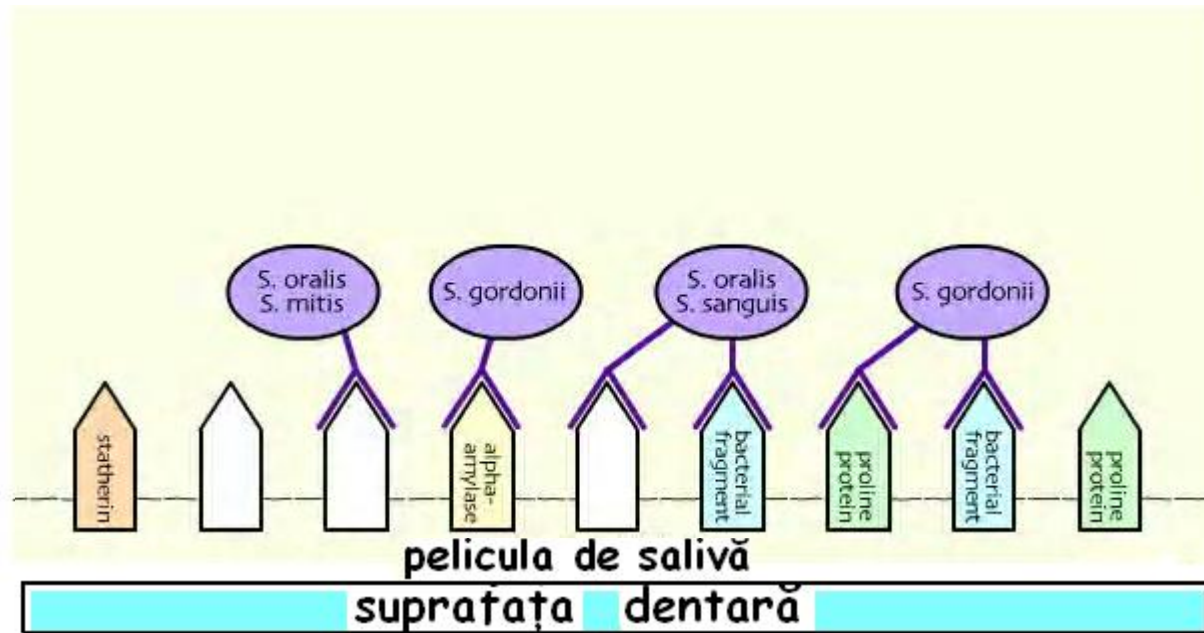 S. oralis
S. mitis
S. gordonii
S. oralis
S. sanguis
S. gordonii
statherin
alpha-
amylase
bacterial
fragment
proline
protein
bacterial
fragment
proline
protein
pelicula de salivă
suprafața dentară